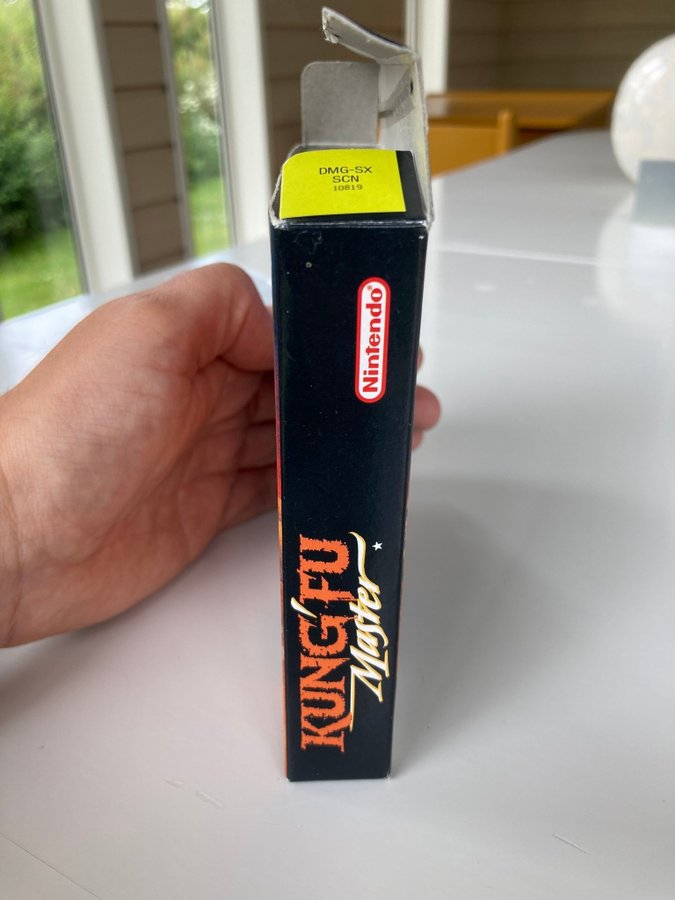 DMG-SX
SCN
10819
Nintendo®
KUNG' FU
Master